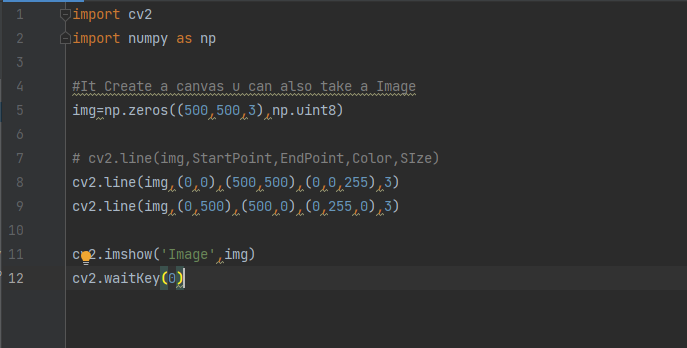 1 import cv2
2 import numpy as np
3
4 #It Create a canvas u can also take a Image
5 img=np.zeros((500,500,3),np.uint8)
6
7 # cv2.line(img,StartPoint,EndPoint,Color,SIze)
8 cv2.line(img,(0,0),(500,500),(0,0,255),3)
9 cv2.line(img,(0,500),(500,0),(0,255,0),3)
10
11 cv2.imshow('Image',img)
12 cv2.waitKey(0)